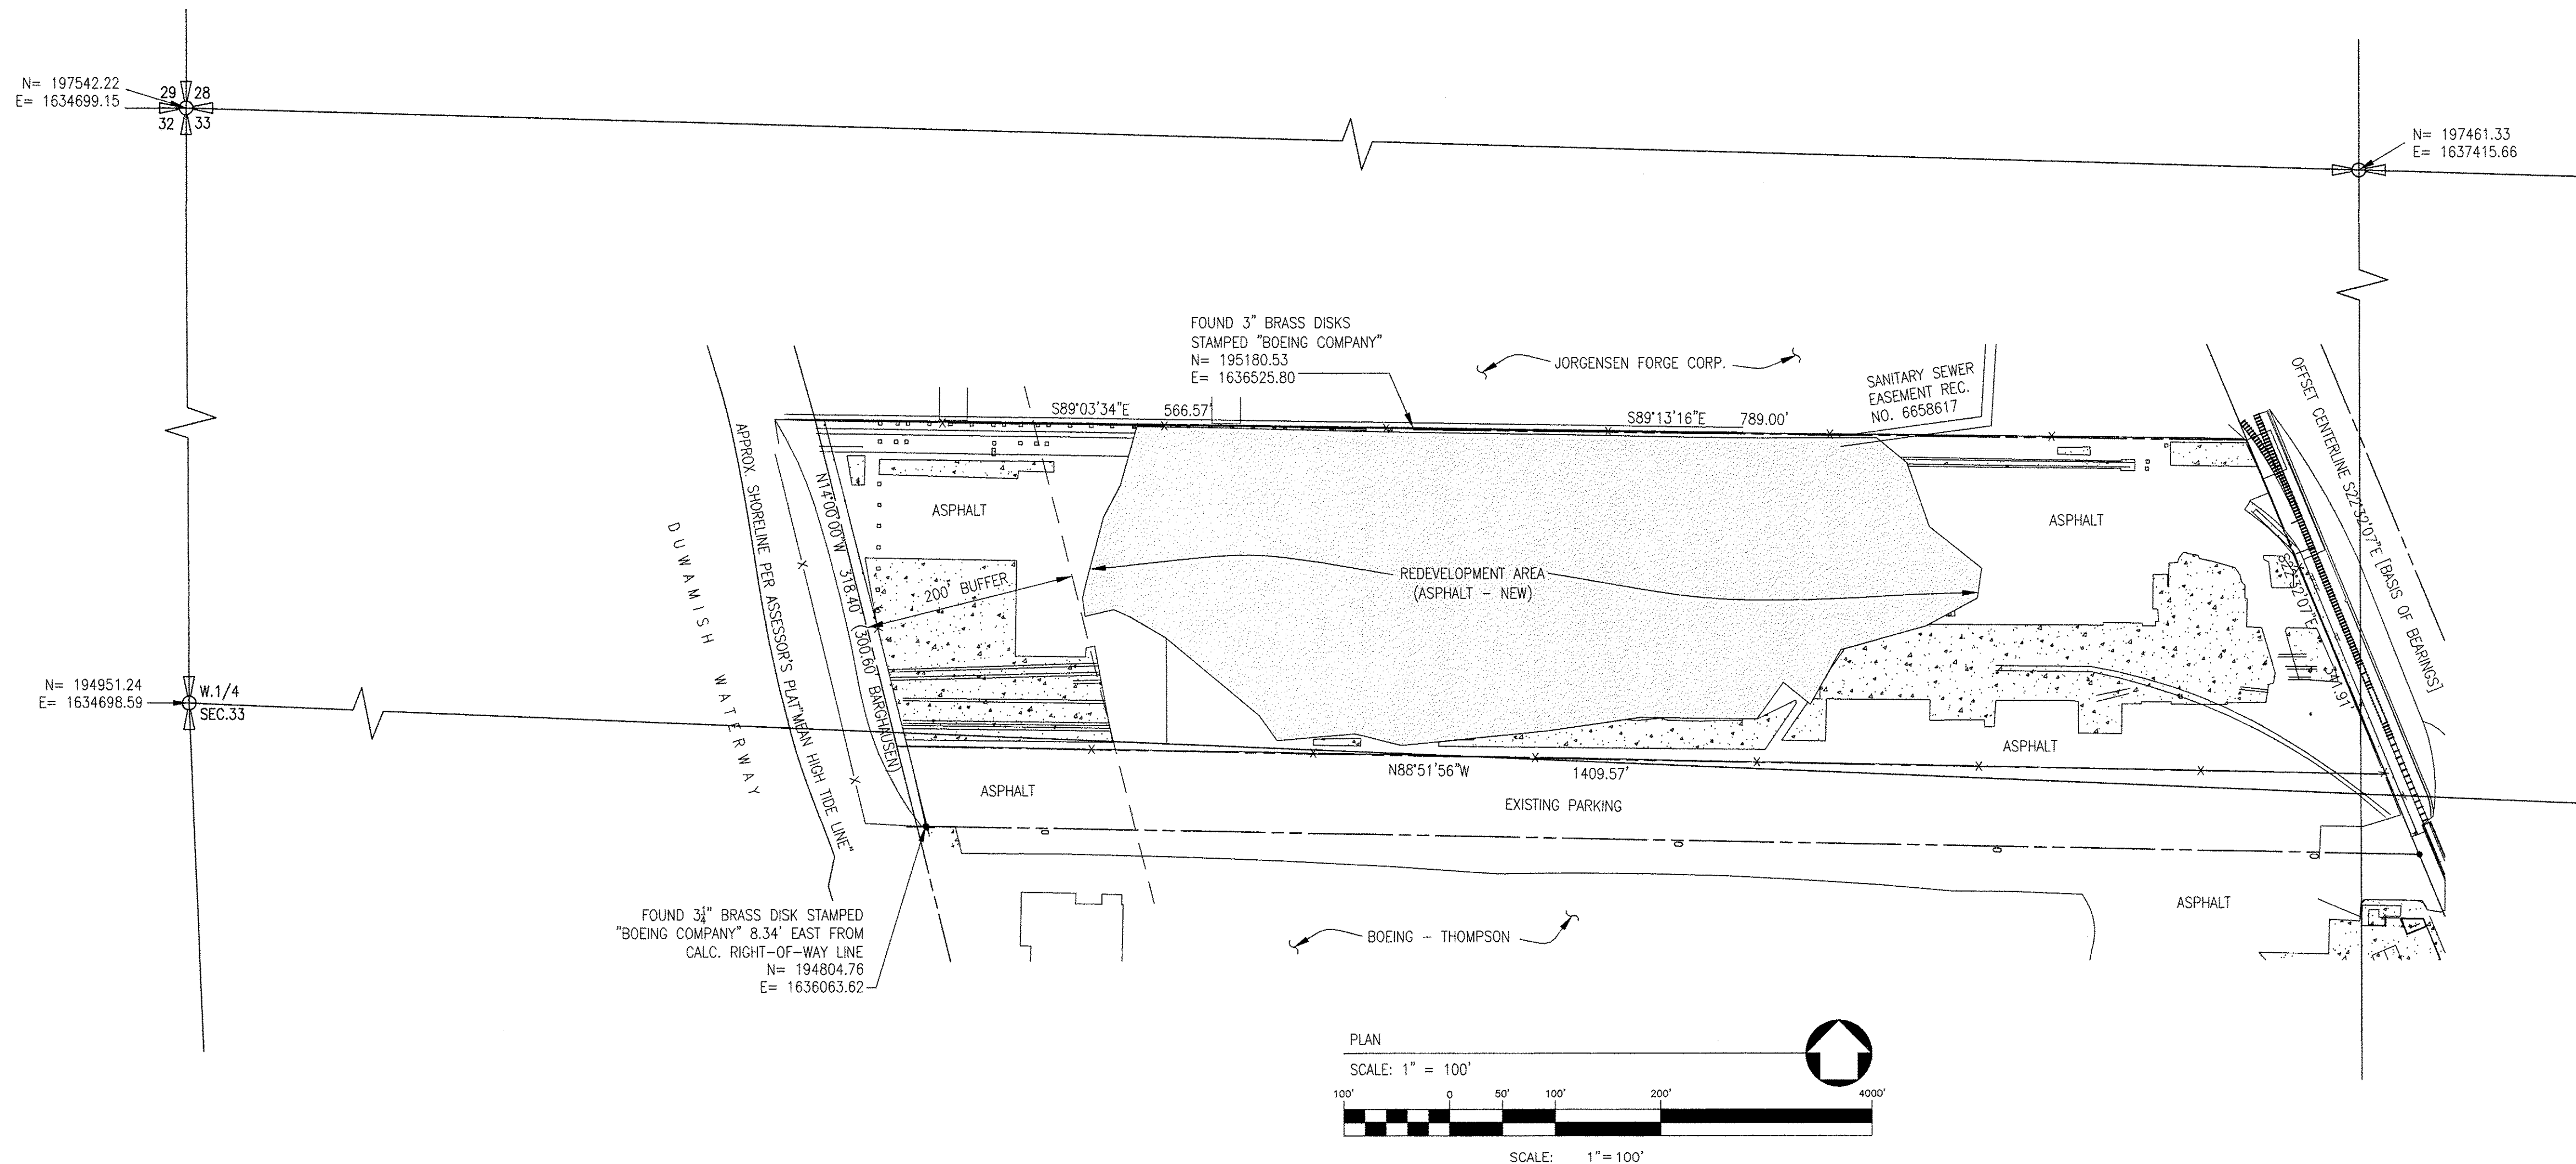 N= 197542.22
E= 1634699.15
29 28
32 33
N= 197461.33
E= 1637415.66
FOUND 3" BRASS DISKS
STAMPED "BOEING COMPANY"
N= 195180.53
E= 1636525.80
JORGENSEN FORGE CORP.
SANITARY SEWER
EASEMENT REC.
NO. 6658617
OFFSET CENTERLINE S22°32'07"E [BASIS OF BEARINGS]
S89°03'34"E 566.57'
S89°13'16"E 789.00'
APPROX. SHORELINE PER ASSESSOR'S PLAT"MEAN HIGH TIDE LINE"
N14°00'00"W 318.40'
(300.60' BARGHAUSEN)
ASPHALT
ASPHALT
DUWAMISH WATERWAY
200' BUFFER
REDEVELOPMENT AREA
(ASPHALT - NEW)
S22°32'07"E
341.91'
N= 194951.24
E= 1634698.59
W.1/4
SEC.33
ASPHALT
N88°51'56"W 1409.57'
ASPHALT
EXISTING PARKING
ASPHALT
FOUND 3¼" BRASS DISK STAMPED
"BOEING COMPANY" 8.34' EAST FROM
CALC. RIGHT-OF-WAY LINE
N= 194804.76
E= 1636063.62
BOEING - THOMPSON
PLAN
SCALE: 1" = 100'
100' 0 50' 100' 200' 4000'
SCALE: 1"=100'